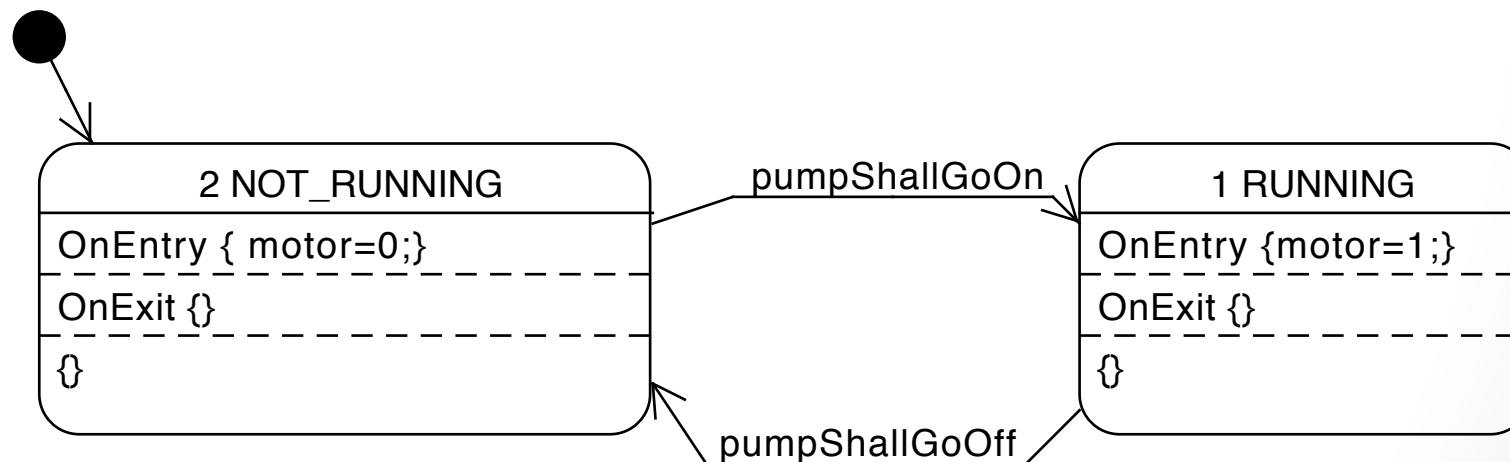 2 NOT_RUNNING
OnEntry { motor=0;}
OnExit {}
{}
pumpShallGoOn
1 RUNNING
OnEntry {motor=1;}
OnExit {}
{}
pumpShallGoOff